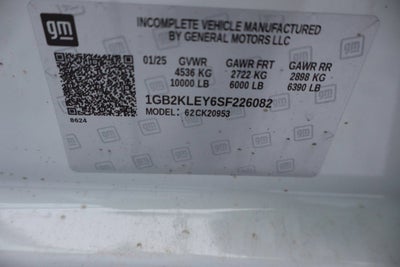 gm
INCOMPLETE VEHICLE MANUFACTURED
BY GENERAL MOTORS LLC
01/25 GVWR GAWR FRT GAWR RR
4536 KG 2722 KG 2898 KG
10000 LB 6000 LB 6390 LB
1GB2KLEY6SF226082
MODEL: 62CK20953
8624